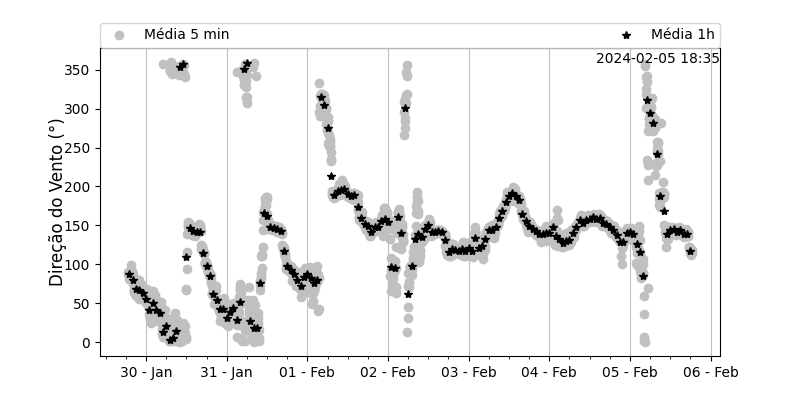 Média 5 min
Média 1h
2024-02-05 18:35
Direção do Vento (°)
350
300
250
200
150
100
50
0
30 - Jan
31 - Jan
01 - Feb
02 - Feb
03 - Feb
04 - Feb
05 - Feb
06 - Feb